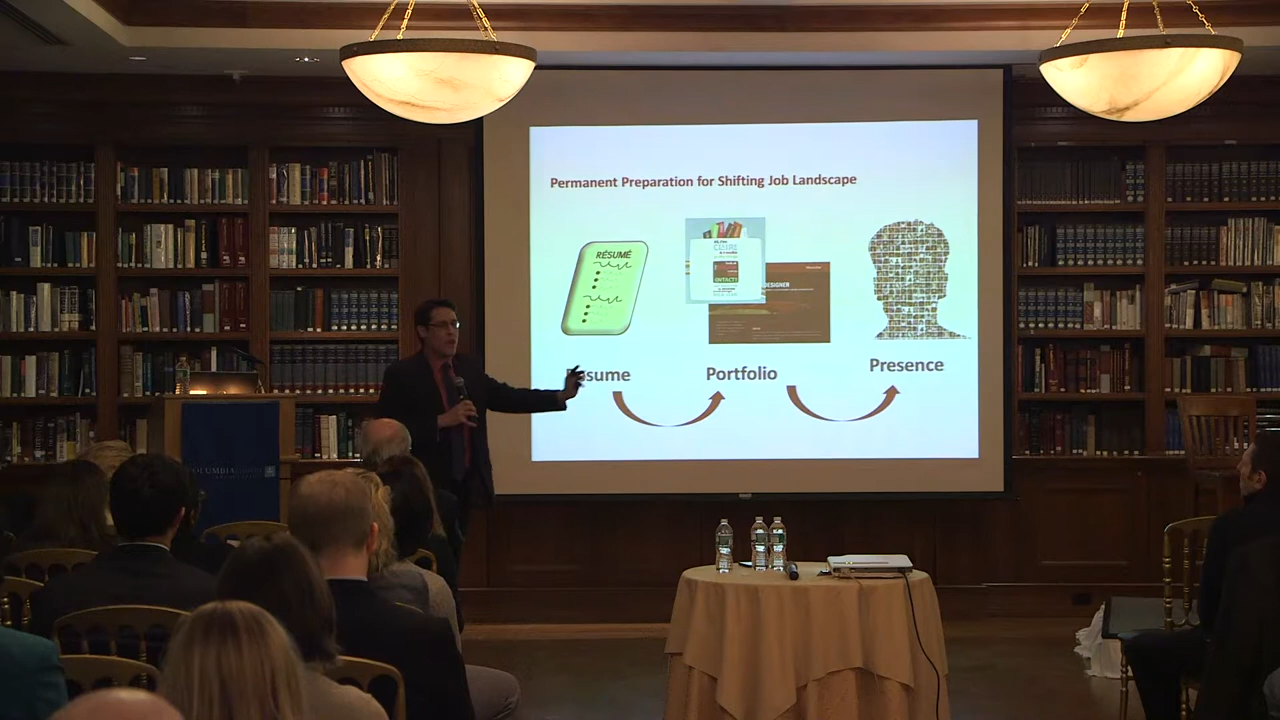 Permanent Preparation for Shifting Job Landscape
RÉSUMÉ
DESIGNER
Resume
Portfolio
Presence
COLUMBIA